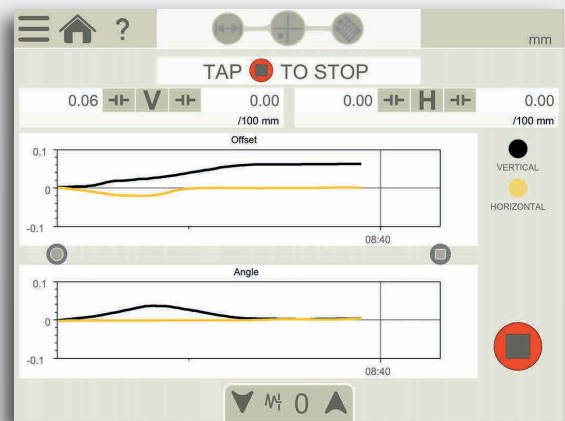 ?
mm
TAP TO STOP
0.06 V 0.00 0.00 H 0.00
/100 mm /100 mm
Offset
0.1
0
-0.1
08:40
VERTICAL
HORIZONTAL
Angle
0.1
0
-0.1
08:40
0